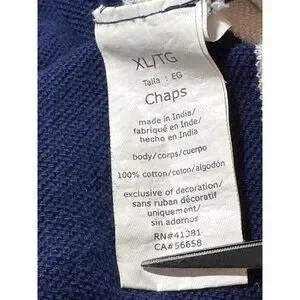 XL/TG
Talla : EG
Chaps
made in India/
fabriqué en Inde/
hecho en India
body/corps/cuerpo
100% cotton/coton/algodón
exclusive of decoration/
sans ruban décoratif
uniquement/
sin adornos
RN#41381
CA#56658